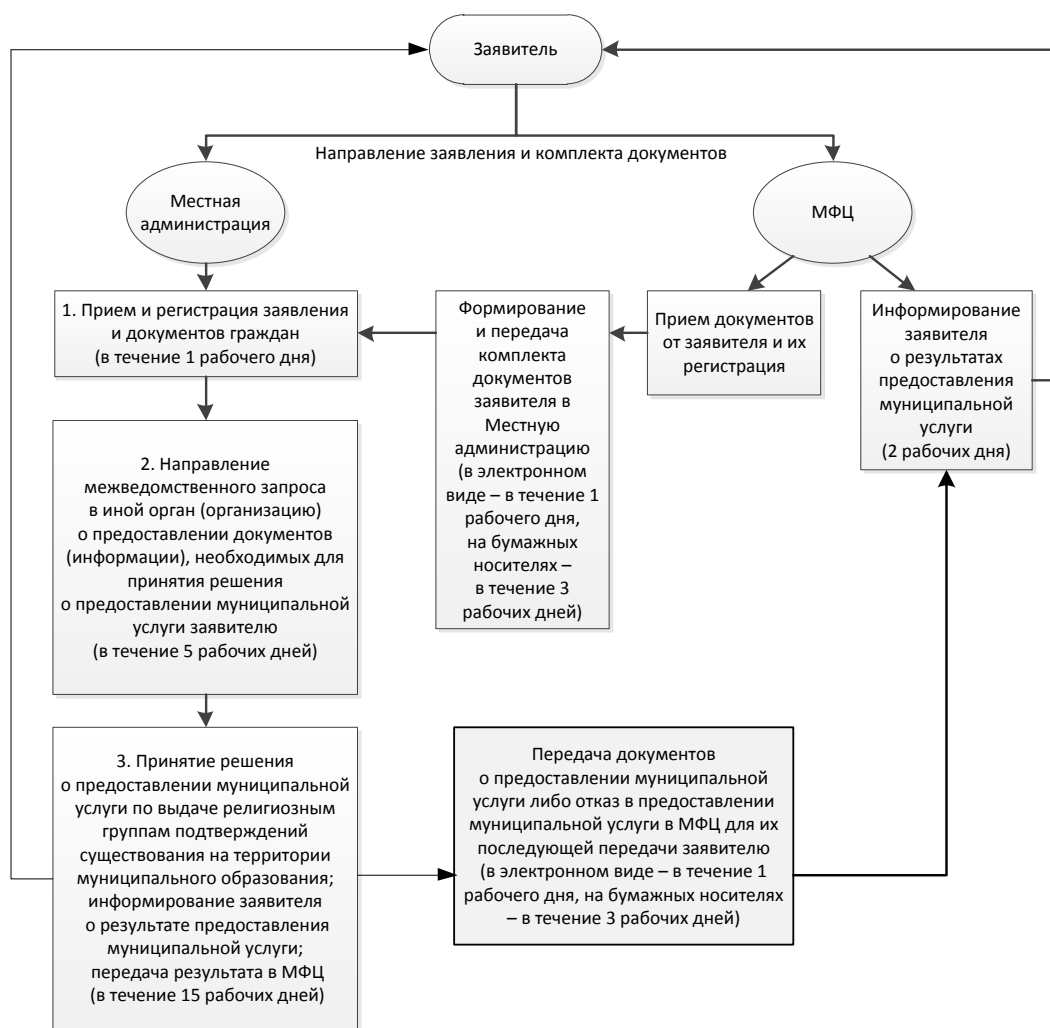 Заявитель
Направление заявления и комплекта документов
Местная
администрация
МФЦ
1. Прием и регистрация заявления
и документов граждан
(в течение 1 рабочего дня)
Формирование
и передача
комплекта
документов
заявителя в
Местную
администрацию
(в электронном
виде – в течение 1
рабочего дня,
на бумажных
носителях –
в течение 3
рабочих дней)
Прием документов
от заявителя и их
регистрация
Информирование
заявителя
о результатах
предоставления
муниципальной
услуги
(2 рабочих дня)
2. Направление
межведомственного запроса
в иной орган (организацию)
о предоставлении документов
(информации), необходимых для
принятия решения
о предоставлении муниципальной
услуги заявителю
(в течение 5 рабочих дней)
3. Принятие решения
о предоставлении муниципальной
услуги по выдаче религиозным
группам подтверждений
существования на территории
муниципального образования;
информирование заявителя
о результате предоставления
муниципальной услуги;
передача результата в МФЦ
(в течение 15 рабочих дней)
Передача документов
о предоставлении муниципальной
услуги либо отказ в предоставлении
муниципальной услуги в МФЦ для их
последующей передачи заявителю
(в электронном виде – в течение 1
рабочего дня, на бумажных носителях
– в течение 3 рабочих дней)